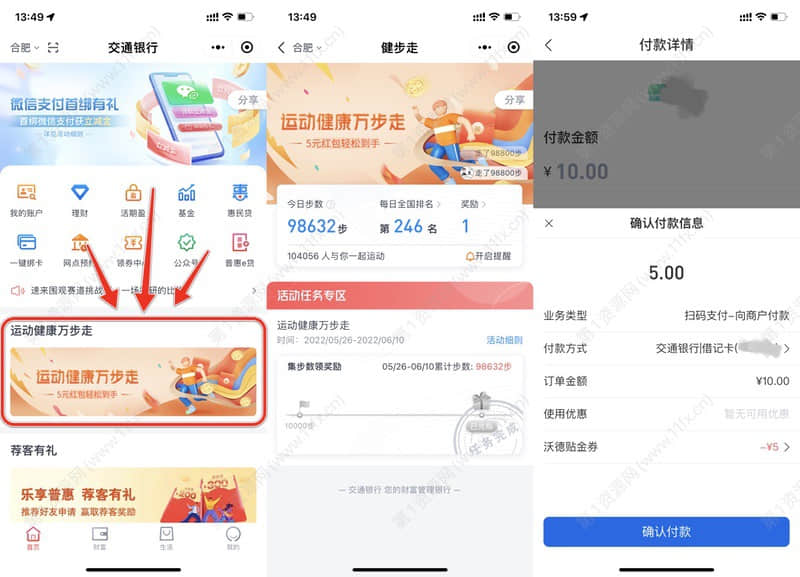 13:49
合肥
交通银行
微信支付首绑有礼
首绑微信支付获立减金
详见活动细则
分享
我的账户
理财
活期盈
基金
惠民贷
一键绑卡
网点预约
领券中心
公众号
普惠e贷
速来围观赛道挑战
一场
研的比
运动健康万步走
运动健康万步走
5元红包轻松到手
荐客有礼
乐享普惠 荐客有礼
推荐好友申请 赢取荐客奖励
200
300
首页
财富
生活
我的
13:49
合肥
健步走
分享
运动健康万步走
5元红包轻松到手
走了98800步
走了98800步
今日步数
每日全国排名
奖励
98632 步
第 246 名
1
104056 人与你一起运动
开启提醒
活动任务专区
运动健康万步走
时间：2022/05/26-2022/06/10
活动细则
集步数领奖励
05/26-06/10累计步数: 98632步
10000步
已完成
任务完成
— 交通银行 您的财富管理银行 —
13:59
付款详情
付款金额
¥ 10.00
确认付款信息
5.00
业务类型
扫码支付-向商户付款
付款方式
交通银行|借记卡(
订单金额
¥10.00
使用优惠
暂无可用优惠
沃德贴金券
-¥5
确认付款
第1资源网 (www.11fx.cn)